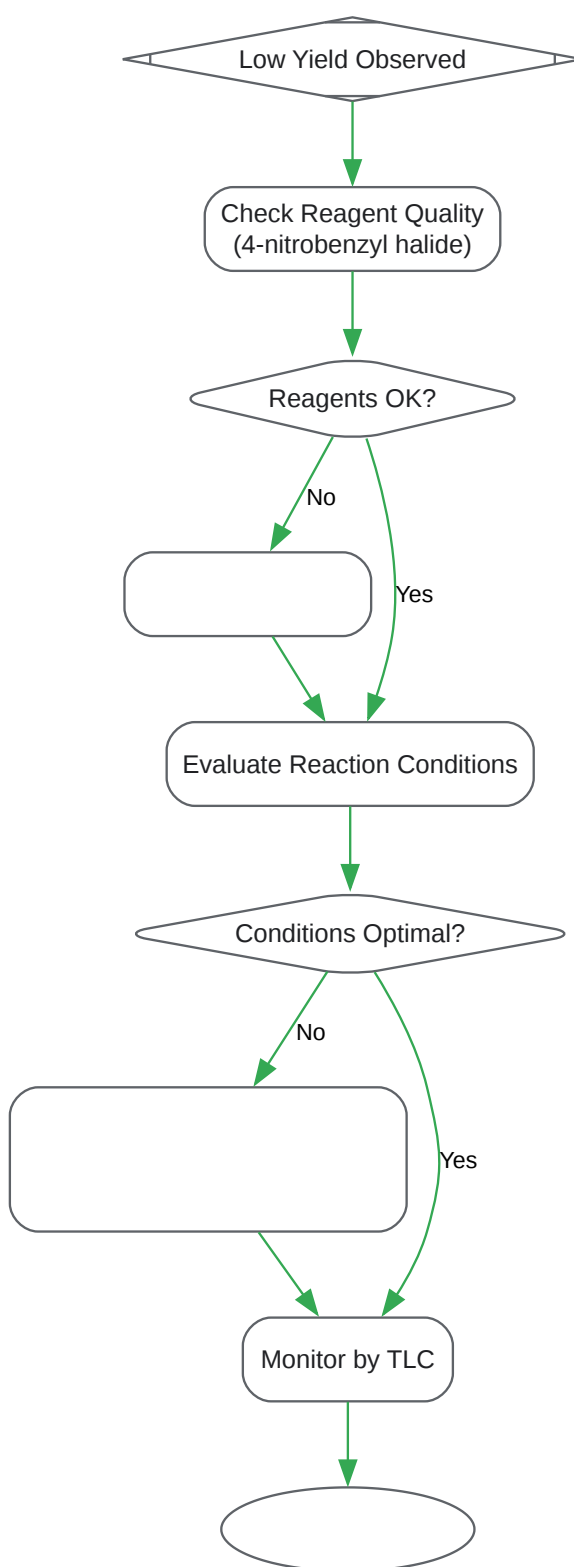 Low Yield Observed
Check Reagent Quality
(4-nitrobenzyl halide)
Reagents OK?
No
Yes
Evaluate Reaction Conditions
Conditions Optimal?
No
Yes
Monitor by TLC